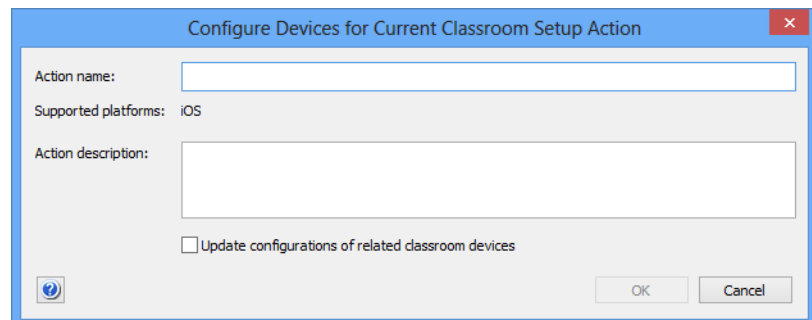 Configure Devices for Current Classroom Setup Action
Action name:
Supported platforms: iOS
Action description:
Update configurations of related classroom devices
OK Cancel